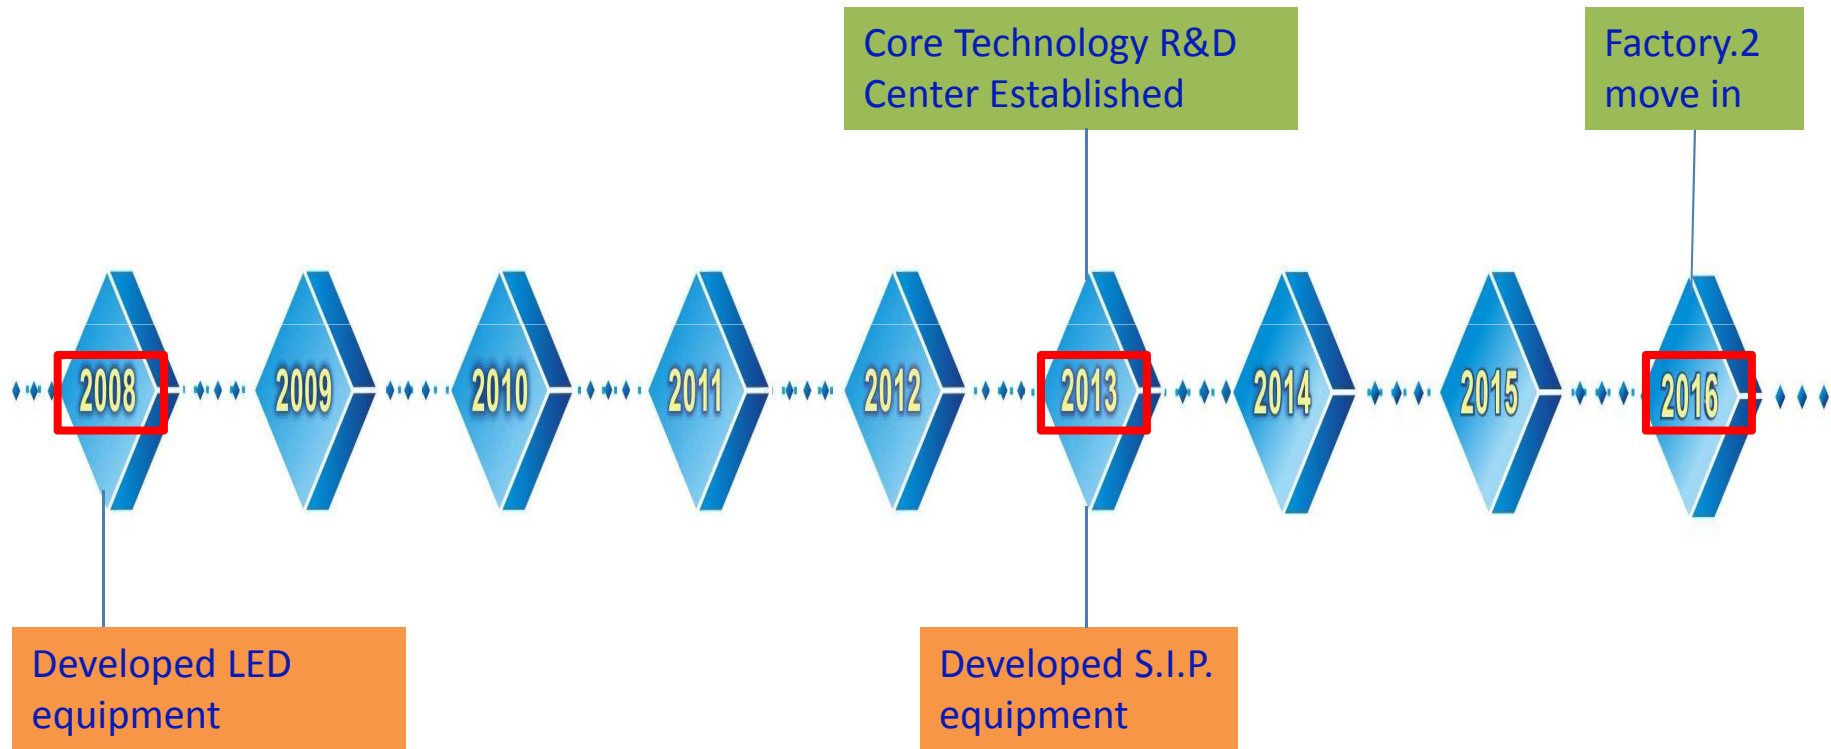 Core Technology R&D
Center Established
Factory.2
move in
2008
2009
2010
2011
2012
2013
2014
2015
2016
Developed LED
equipment
Developed S.I.P.
equipment